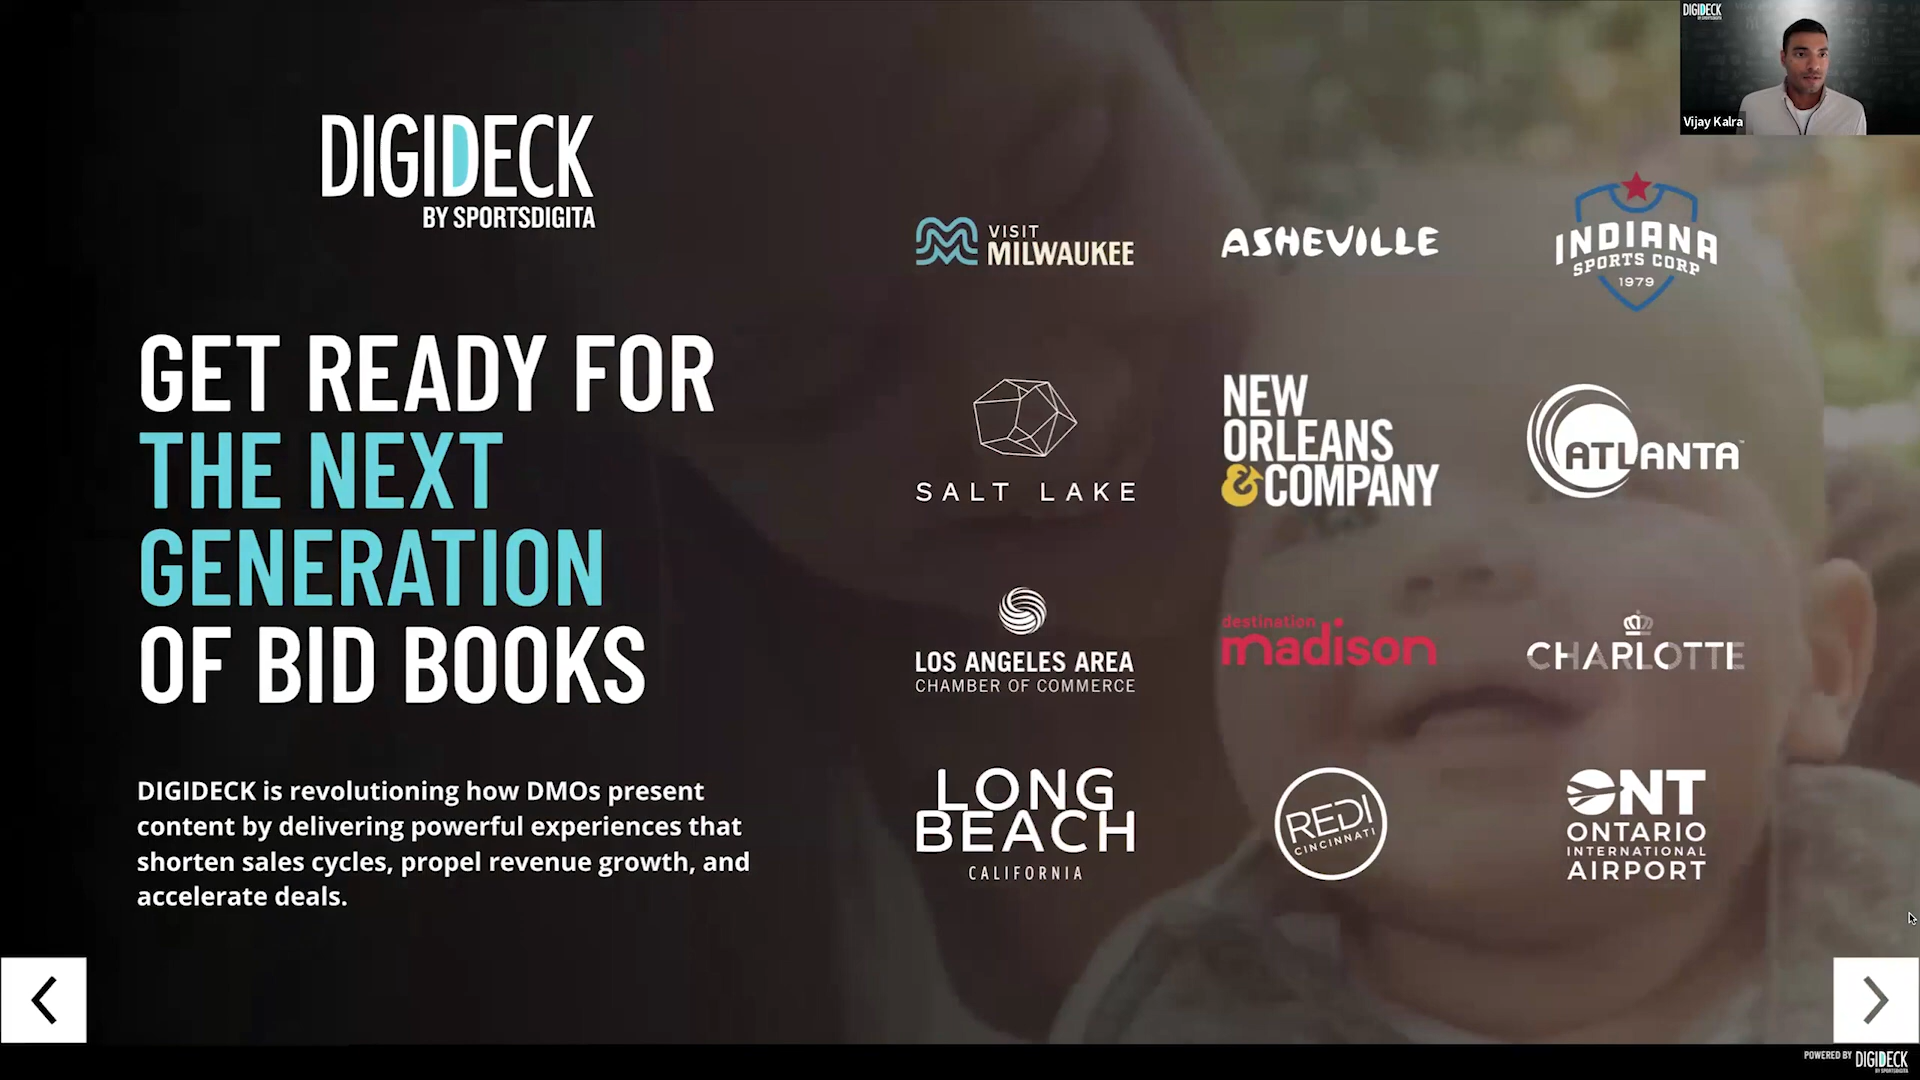 DIGIDECK
BY SPORTSDIGITA
GET READY FOR
THE NEXT
GENERATION
OF BID BOOKS
DIGIDECK is revolutioning how DMOs present
content by delivering powerful experiences that
shorten sales cycles, propel revenue growth, and
accelerate deals.
VISIT
MILWAUKEE
ASHEVILLE
INDIANA
SPORTS CORP
1979
SALT LAKE
NEW
ORLEANS
&COMPANY
ATLANTA
LOS ANGELES AREA
CHAMBER OF COMMERCE
destination
madison
CHARLOTTE
LONG
BEACH
CALIFORNIA
REDI
CINCINNATI
ONT
ONTARIO
INTERNATIONAL
AIRPORT
DIGIDECK
Vijay Kalra
POWERED BY DIGIDECK
BY SPORTSDIGITA